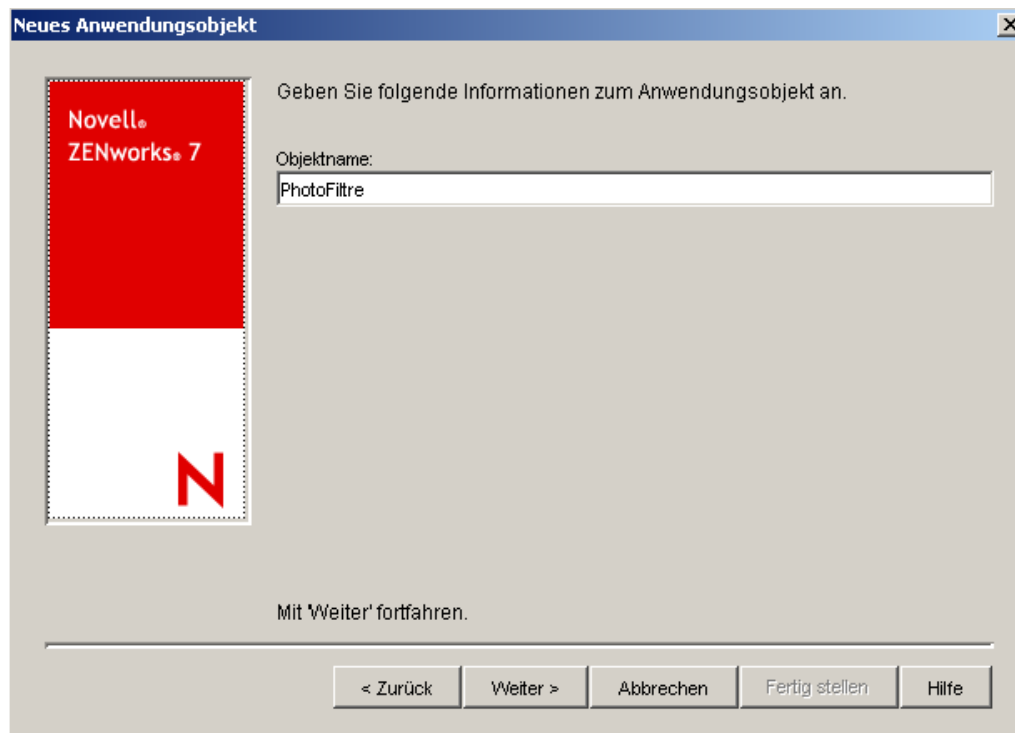 Neues Anwendungsobjekt
Novell®
ZENworks® 7
Geben Sie folgende Informationen zum Anwendungsobjekt an.
Objektname:
PhotoFiltre
N
Mit 'Weiter' fortfahren.
< Zurück
Weiter >
Abbrechen
Fertig stellen
Hilfe